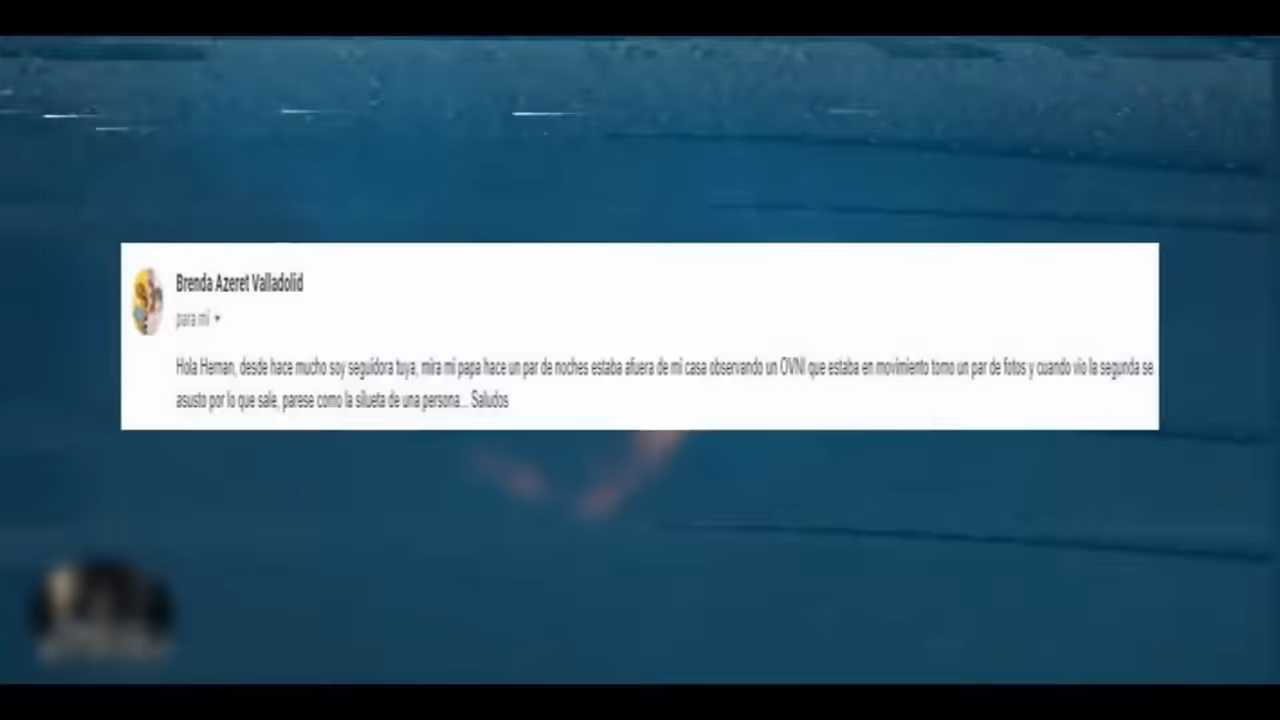 Brenda Azeret Valladolid
para mí
Hola Hernan, desde hace mucho soy seguidora tuya, mira mi papa hace un par de noches estaba afuera de mi casa observando un OVNI que estaba en movimiento tomo un par de fotos y cuando vio la segunda se
asusto por lo que sale, parese como la silueta de una persona... Saludos